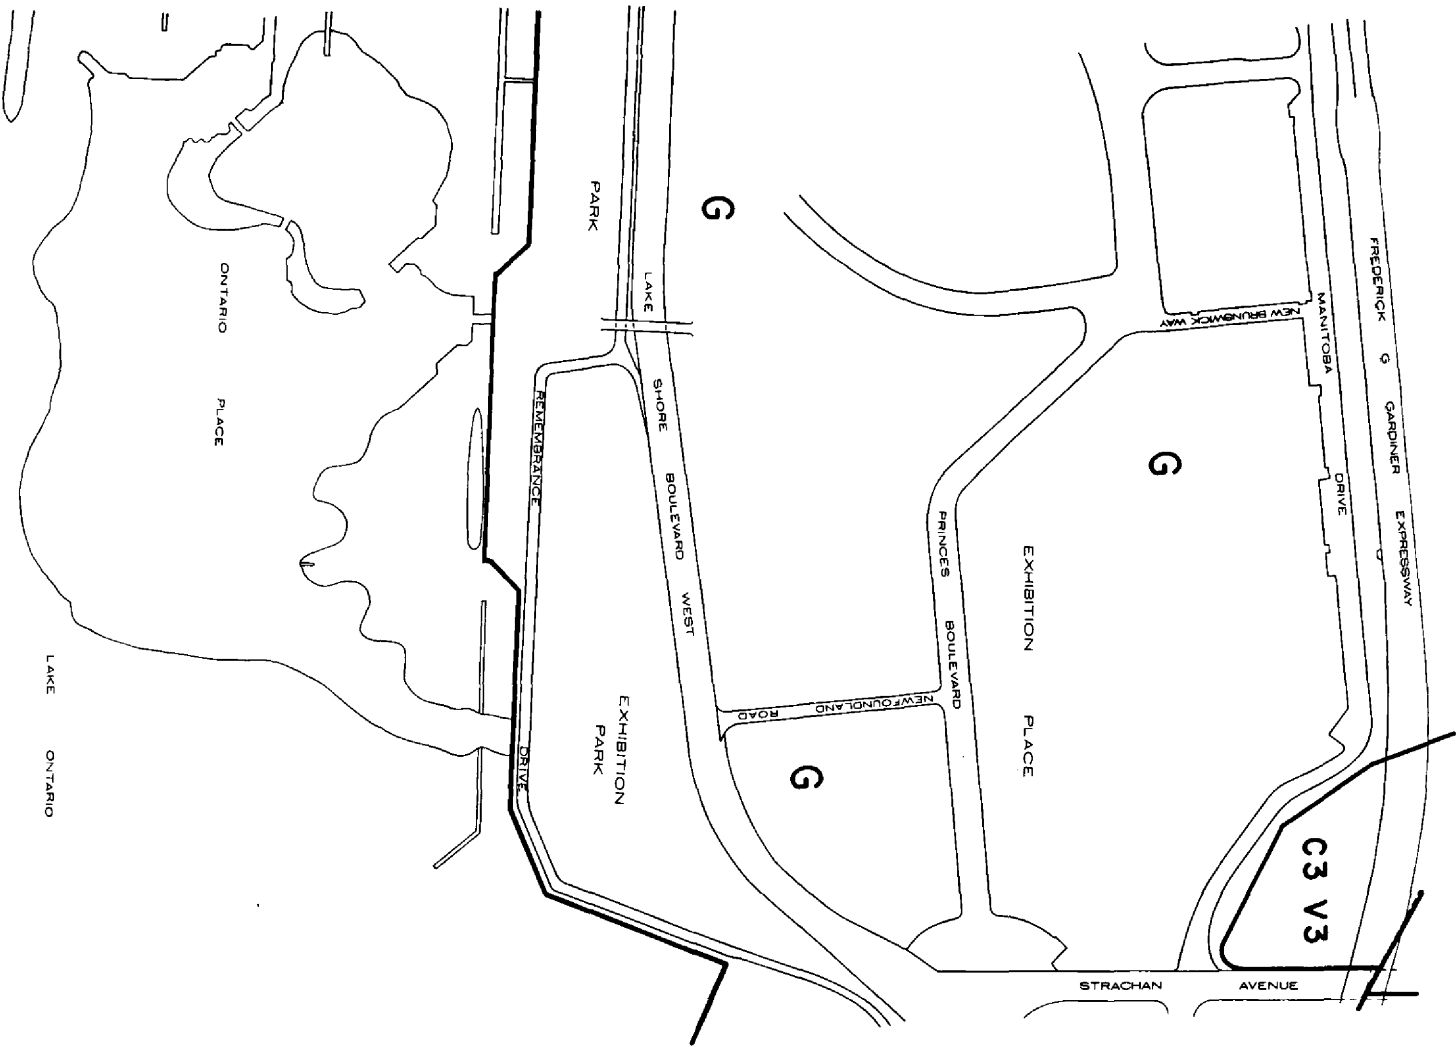 FREDERICK G GARDINER EXPRESSWAY
MANITOBA DRIVE
NEW BRUNSWICK WAY
G
G
G
PARK
LAKE SHORE BOULEVARD WEST
PRINCES BOULEVARD
EXHIBITION PLACE
NEWFOUNDLAND ROAD
REMEMBRANCE DRIVE
EXHIBITION
PARK
ONTARIO PLACE
LAKE ONTARIO
C3 V3
STRACHAN AVENUE